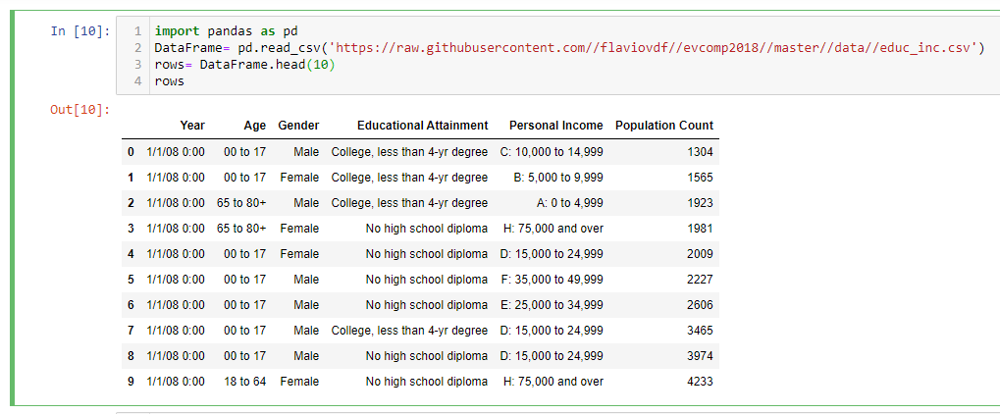 In [10]:
1 import pandas as pd
2 DataFrame= pd.read_csv('https://raw.githubusercontent.com//flaviovdf//evcomp2018//master//data//educ_inc.csv')
3 rows= DataFrame.head(10)
4 rows
Out[10]:
Year Age Gender Educational Attainment Personal Income Population Count
0 1/1/08 0:00 00 to 17 Male College, less than 4-yr degree C: 10,000 to 14,999 1304
1 1/1/08 0:00 00 to 17 Female College, less than 4-yr degree B: 5,000 to 9,999 1565
2 1/1/08 0:00 65 to 80+ Male College, less than 4-yr degree A: 0 to 4,999 1923
3 1/1/08 0:00 65 to 80+ Female No high school diploma H: 75,000 and over 1981
4 1/1/08 0:00 00 to 17 Female No high school diploma D: 15,000 to 24,999 2009
5 1/1/08 0:00 00 to 17 Male No high school diploma F: 35,000 to 49,999 2227
6 1/1/08 0:00 00 to 17 Male No high school diploma E: 25,000 to 34,999 2606
7 1/1/08 0:00 00 to 17 Male College, less than 4-yr degree D: 15,000 to 24,999 3465
8 1/1/08 0:00 00 to 17 Male No high school diploma D: 15,000 to 24,999 3974
9 1/1/08 0:00 18 to 64 Female No high school diploma H: 75,000 and over 4233